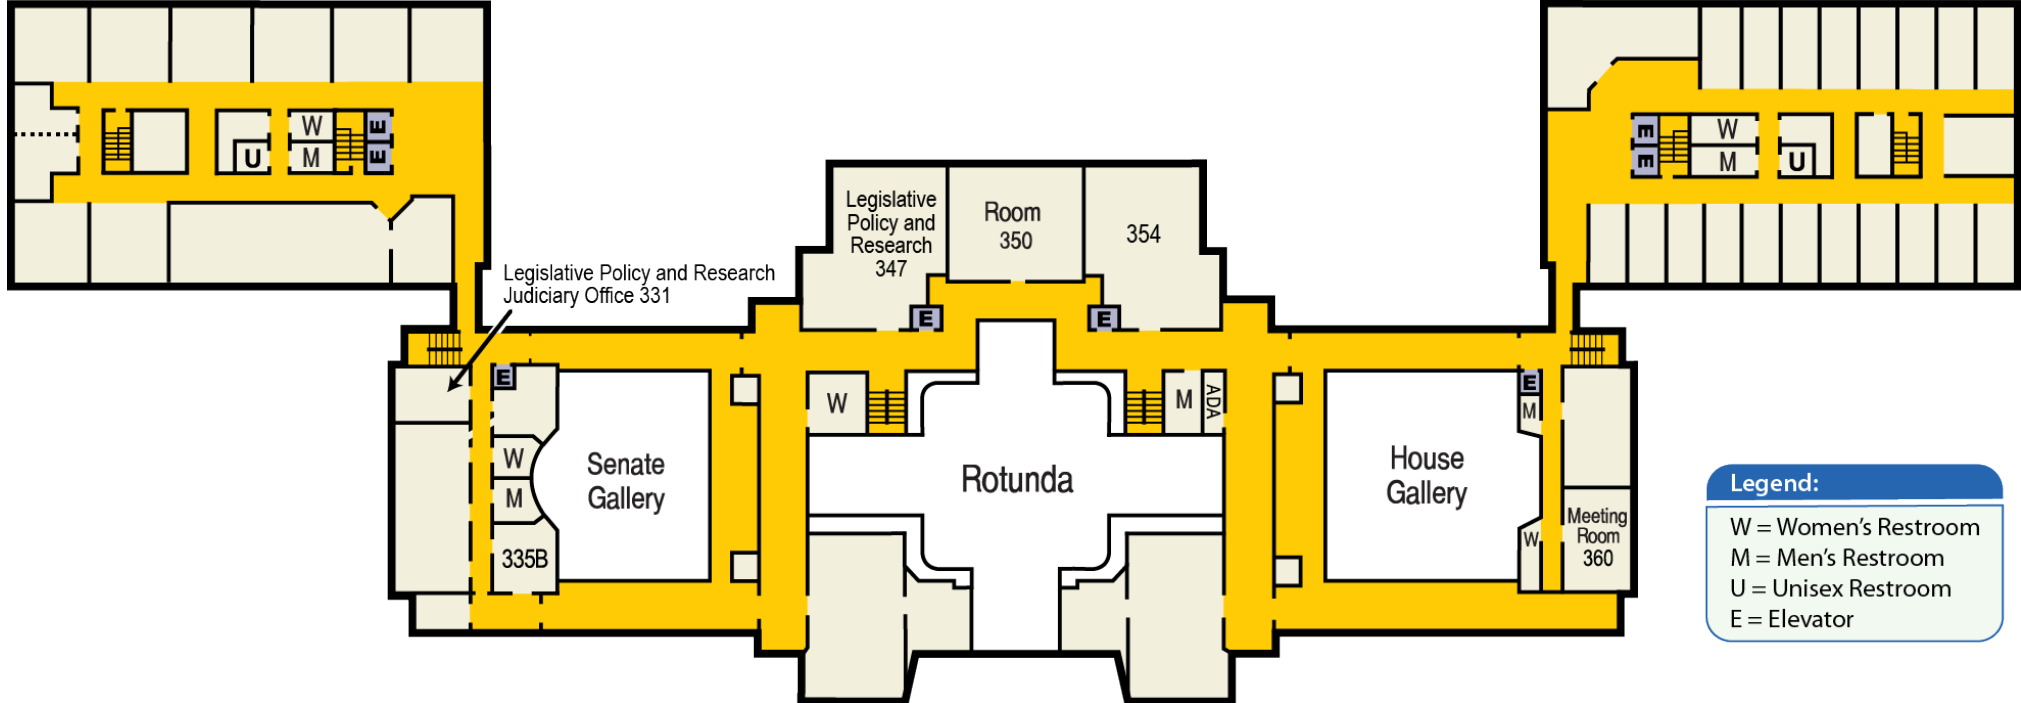 W
M
U
E
E
E
E
W
M
U
Legislative
Policy and
Research
347
Room
350
354
Legislative Policy and Research
Judiciary Office 331
E
E
E
W
M
ADA
E
M
W
M
335B
Senate
Gallery
Rotunda
House
Gallery
W
Meeting
Room
360
Legend:
W = Women's Restroom
M = Men's Restroom
U = Unisex Restroom
E = Elevator